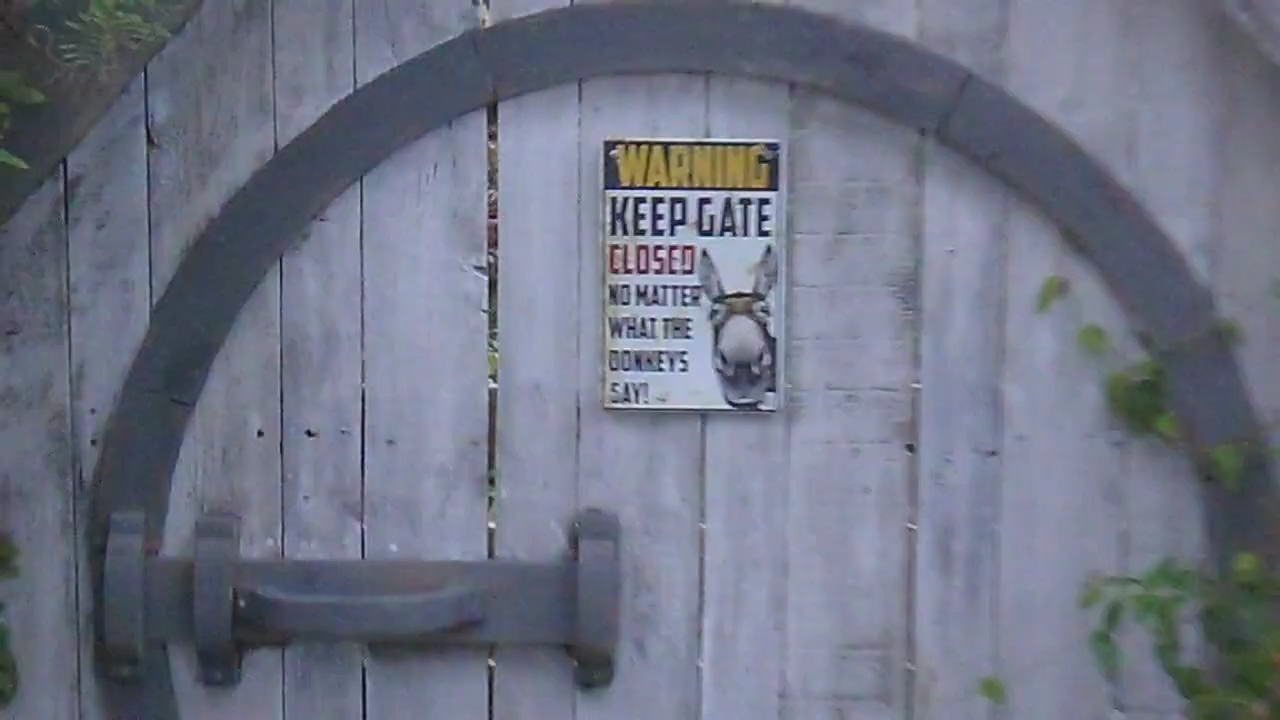 WARNING
KEEP GATE
CLOSED
NO MATTER
WHAT THE
DONKEYS
SAY!